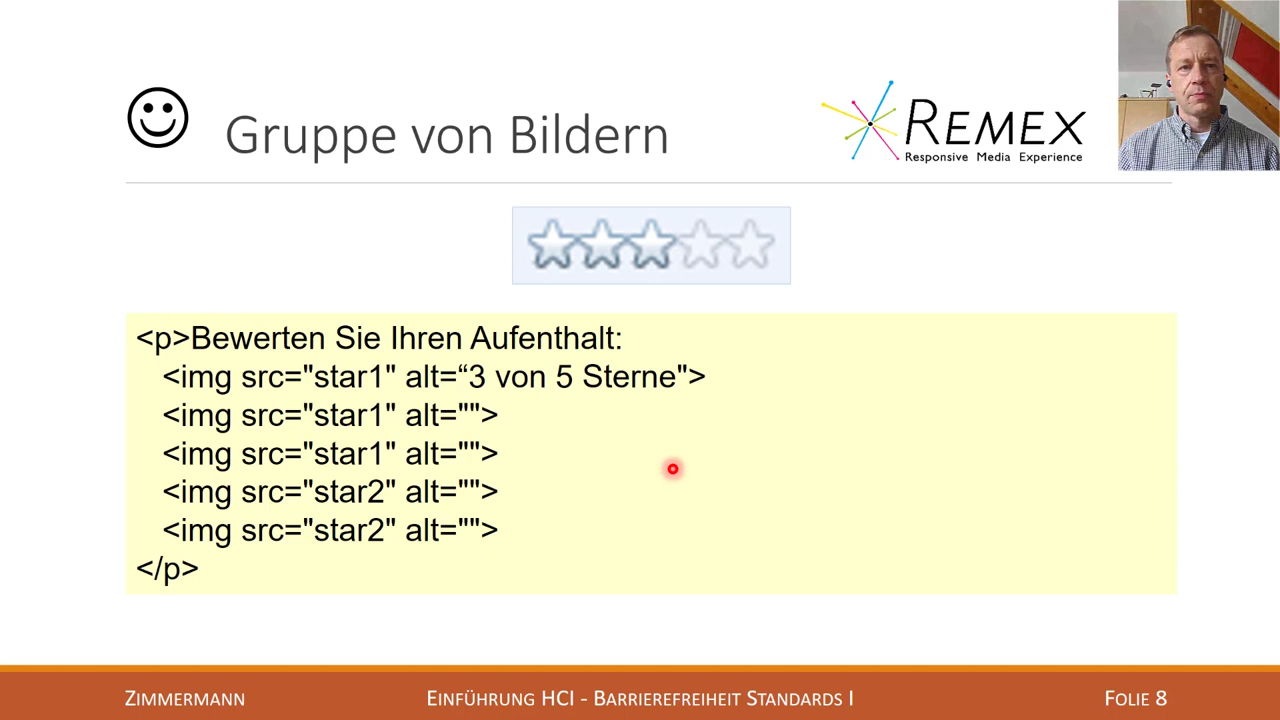 Gruppe von Bildern
REMEX
Responsive Media Experience
<p>Bewerten Sie Ihren Aufenthalt:
<img src="star1" alt=“3 von 5 Sterne">
<img src="star1" alt="">
<img src="star1" alt="">
<img src="star2" alt="">
<img src="star2" alt="">
</p>
ZIMMERMANN
EINFÜHRUNG HCI - BARRIEREFREIHEIT STANDARDS I
FOLIE 8